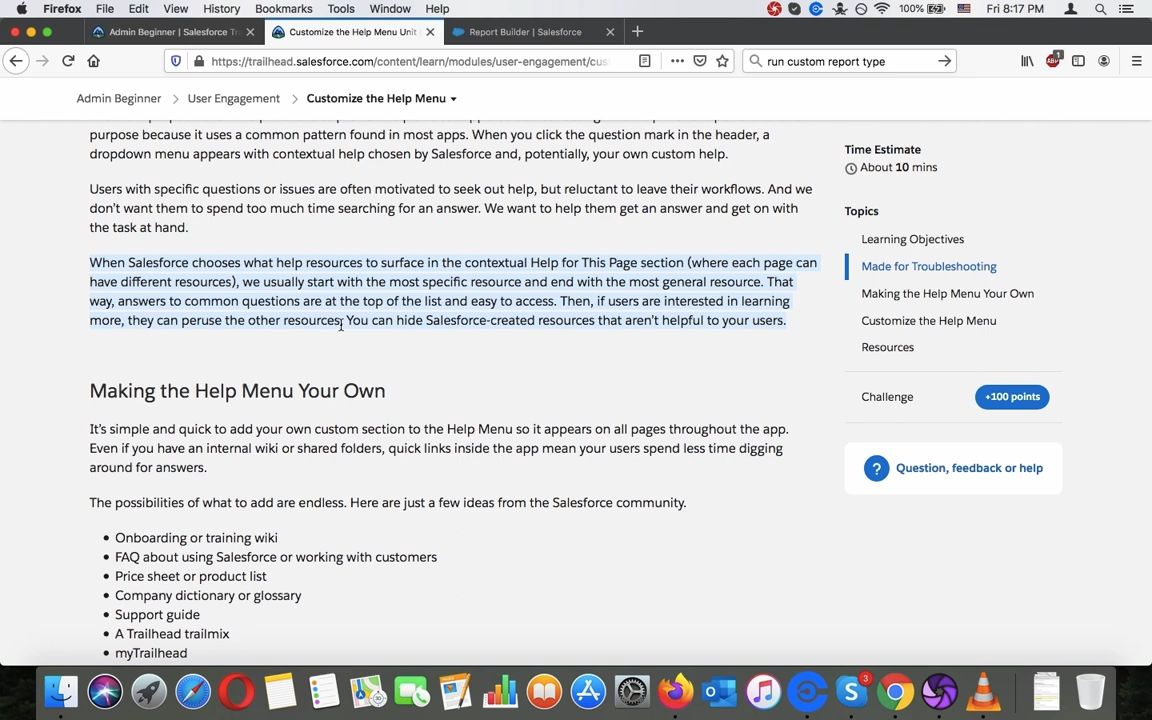 Firefox File Edit View History Bookmarks Tools Window Help 100% Fri 8:17 PM
Admin Beginner | Salesforce Tra Customize the Help Menu Unit Report Builder | Salesforce
https://trailhead.salesforce.com/content/learn/modules/user-engagement/cus run custom report type
1
Admin Beginner User Engagement Customize the Help Menu
purpose because it uses a common pattern found in most apps. When you click the question mark in the header, a
dropdown menu appears with contextual help chosen by Salesforce and, potentially, your own custom help.
Users with specific questions or issues are often motivated to seek out help, but reluctant to leave their workflows. And we
don't want them to spend too much time searching for an answer. We want to help them get an answer and get on with
the task at hand.
When Salesforce chooses what help resources to surface in the contextual Help for This Page section (where each page can
have different resources), we usually start with the most specific resource and end with the most general resource. That
way, answers to common questions are at the top of the list and easy to access. Then, if users are interested in learning
more, they can peruse the other resources. You can hide Salesforce-created resources that aren't helpful to your users.
Making the Help Menu Your Own
It's simple and quick to add your own custom section to the Help Menu so it appears on all pages throughout the app.
Even if you have an internal wiki or shared folders, quick links inside the app mean your users spend less time digging
around for answers.
The possibilities of what to add are endless. Here are just a few ideas from the Salesforce community.
Onboarding or training wiki
FAQ about using Salesforce or working with customers
Price sheet or product list
Company dictionary or glossary
Support guide
A Trailhead trailmix
myTrailhead
Time Estimate
About 10 mins
Topics
Learning Objectives
Made for Troubleshooting
Making the Help Menu Your Own
Customize the Help Menu
Resources
Challenge +100 points
? Question, feedback or help
3